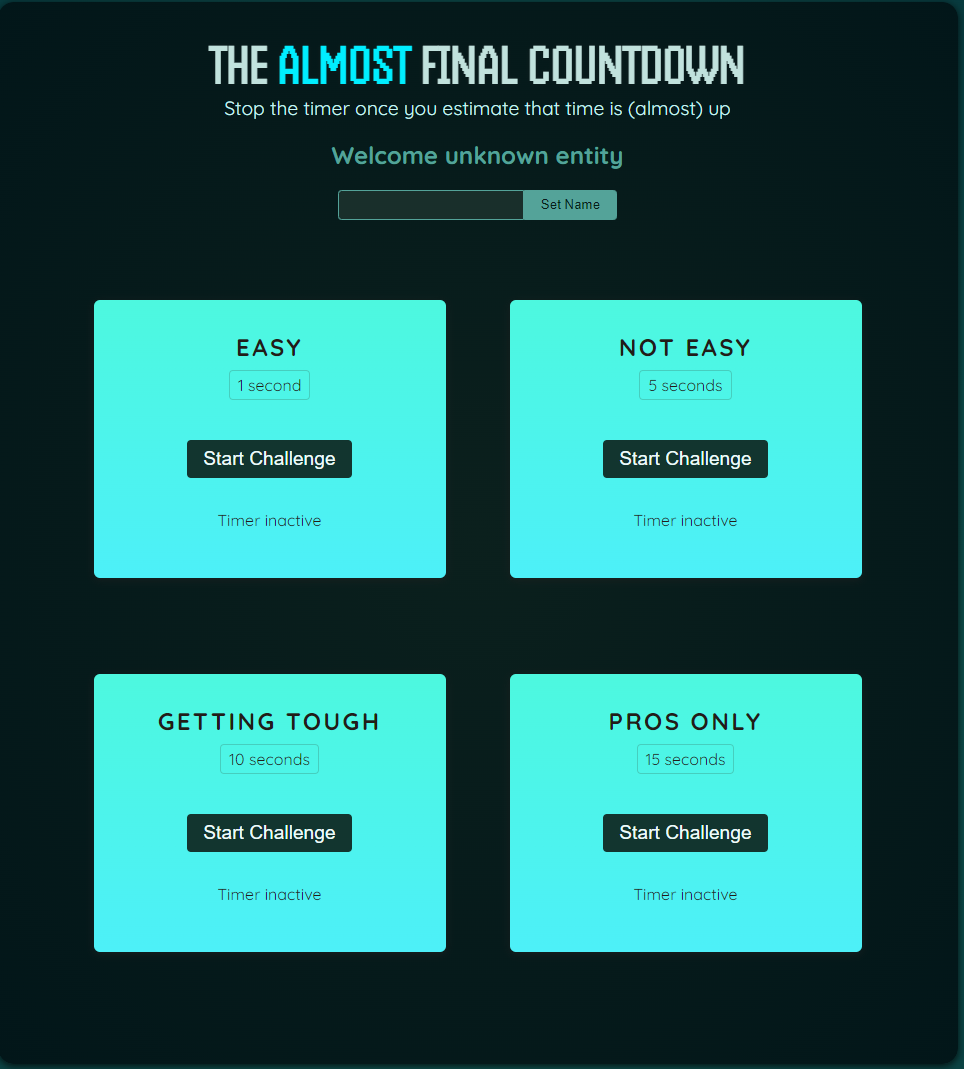 THE ALMOST FINAL COUNTDOWN
Stop the timer once you estimate that time is (almost) up
Welcome unknown entity
Set Name
EASY
1 second
Start Challenge
Timer inactive
NOT EASY
5 seconds
Start Challenge
Timer inactive
GETTING TOUGH
10 seconds
Start Challenge
Timer inactive
PROS ONLY
15 seconds
Start Challenge
Timer inactive